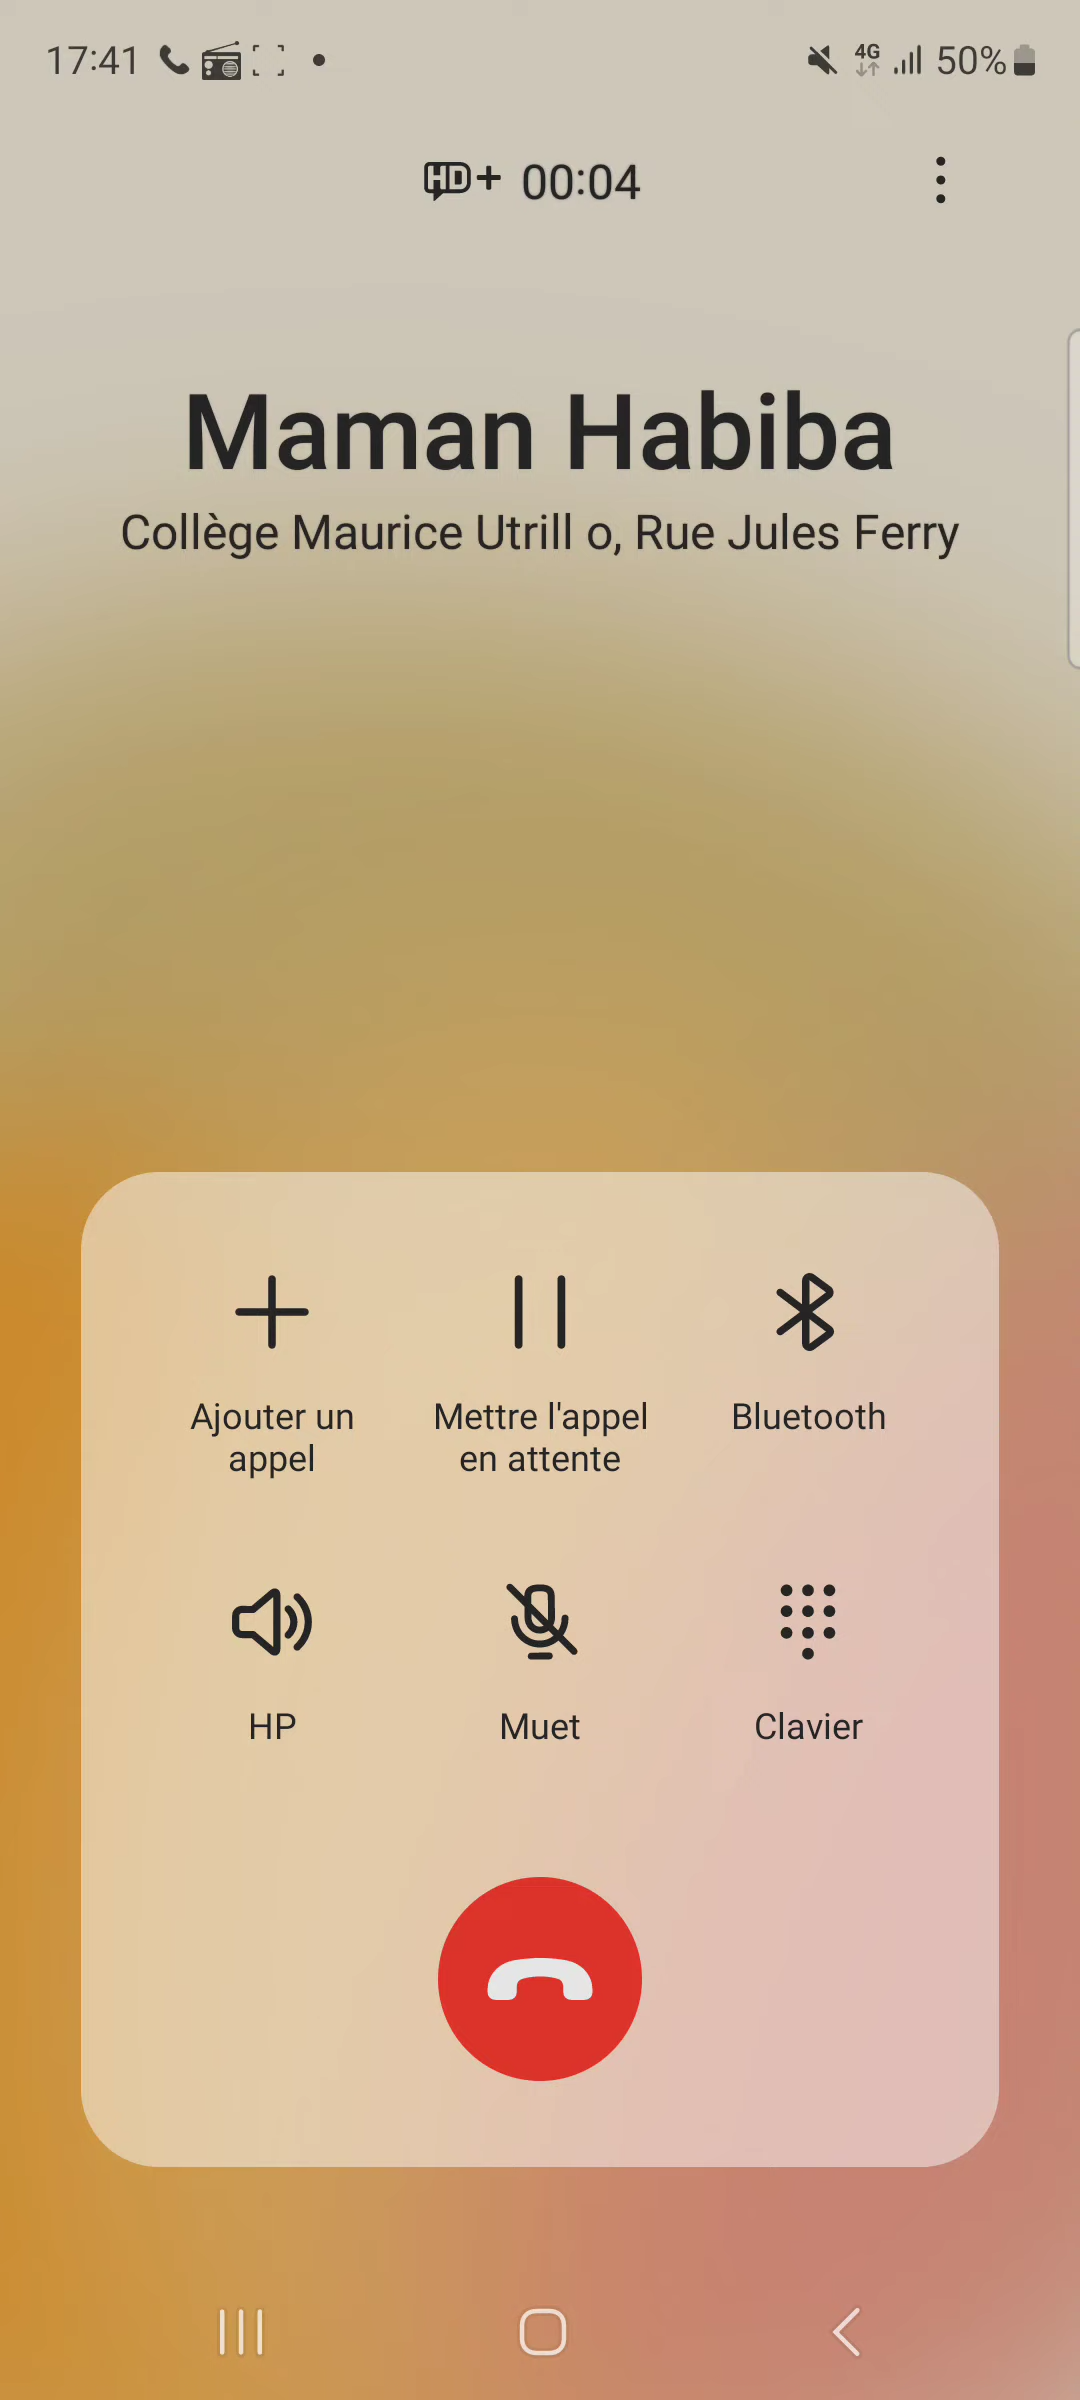 17:41
4G
50%
HD+ 00:04
Maman Habiba
Collège Maurice Utrill o, Rue Jules Ferry
Ajouter un
appel
Mettre l'appel
en attente
Bluetooth
HP
Muet
Clavier